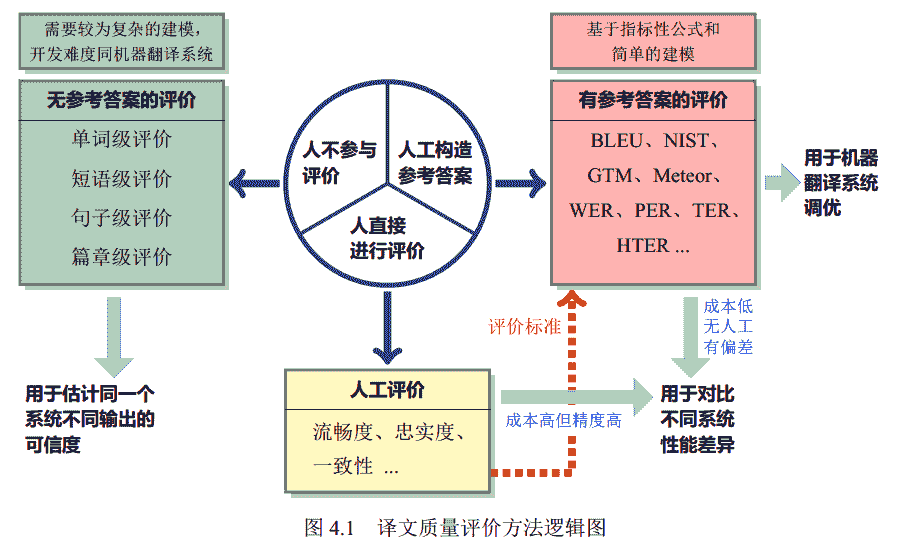 需要较为复杂的建模,
开发难度同机器翻译系统
无参考答案的评价
单词级评价
短语级评价
句子级评价
篇章级评价
用于估计同一个
系统不同输出的
可信度
人不参与
评价
人工构造
参考答案
人直接
进行评价
基于指标性公式和
简单的建模
有参考答案的评价
BLEU、NIST、
GTM、Meteor、
WER、PER、TER、
HTER ...
用于机器
翻译系统
调优
评价标准
成本低
无人工
有偏差
人工评价
流畅度、忠实度、
一致性 ...
成本高但精度高
用于对比
不同系统
性能差异
图 4.1 译文质量评价方法逻辑图